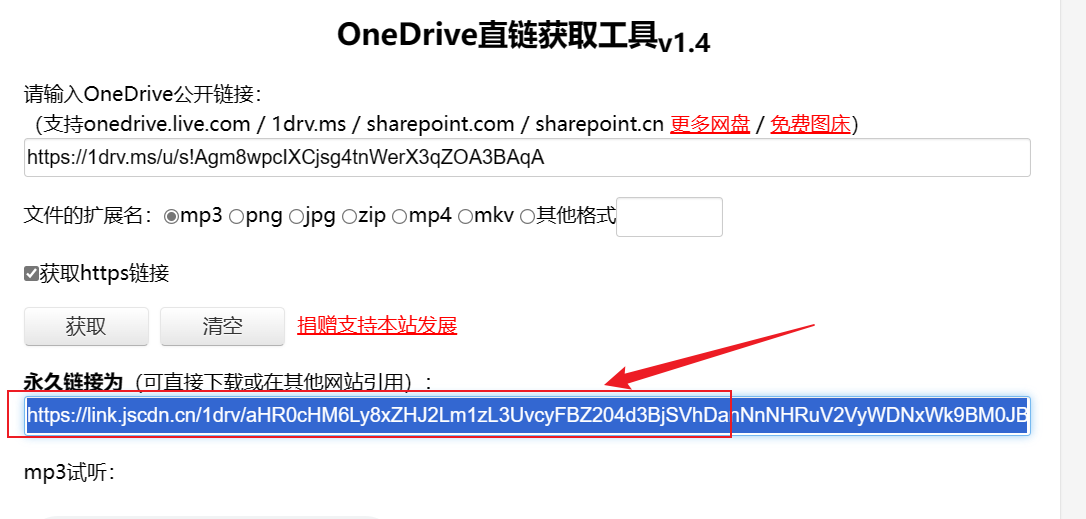 OneDrive直链获取工具v1.4
请输入OneDrive公开链接：
（支持onedrive.live.com / 1drv.ms / sharepoint.com / sharepoint.cn 更多网盘 / 免费图床）
https://1drv.ms/u/s!Agm8wpcIXCjsg4tnWerX3qZOA3BAqA
文件的扩展名：mp3 png jpg zip mp4 mkv 其他格式
获取https链接
获取 清空 捐赠支持本站发展
永久链接为（可直接下载或在其他网站引用）：
https://link.jscdn.cn/1drv/aHR0cHM6Ly8xZHJ2Lm1zL3UvcyFBZ204d3BjSVhDanNnNHRuV2VyWDNxWk9BM0JB
mp3试听：